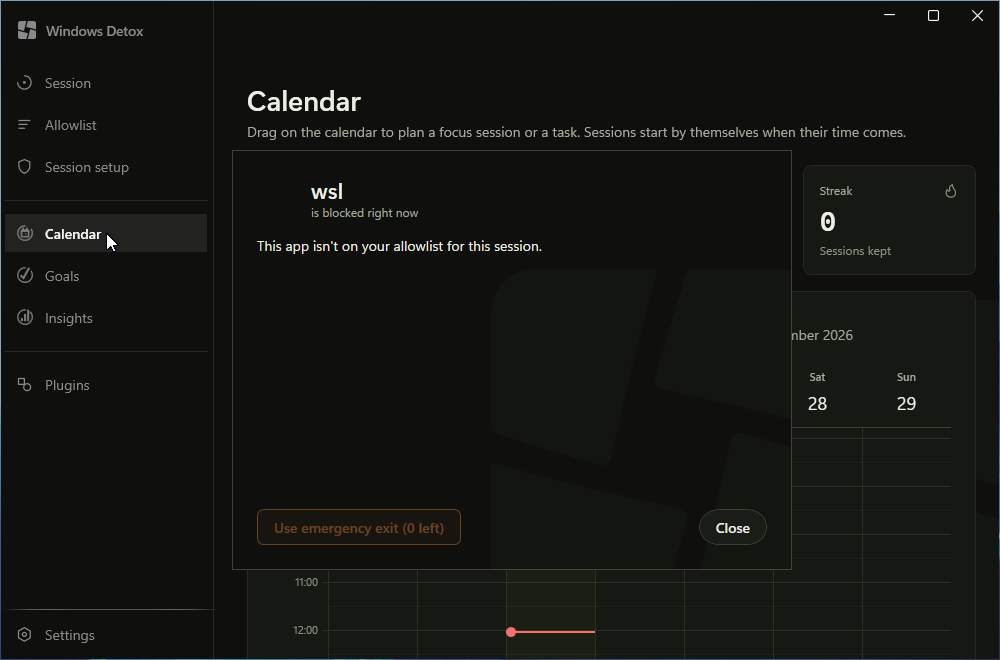 Windows Detox
Session
Allowlist
Session setup
Calendar
Goals
Insights
Plugins
Settings
Calendar
Drag on the calendar to plan a focus session or a task. Sessions start by themselves when their time comes.
wsl
is blocked right now
This app isn't on your allowlist for this session.
Use emergency exit (0 left)
Close
Streak
0
Sessions kept
2026
Sat
Sun
28
29
11:00
12:00